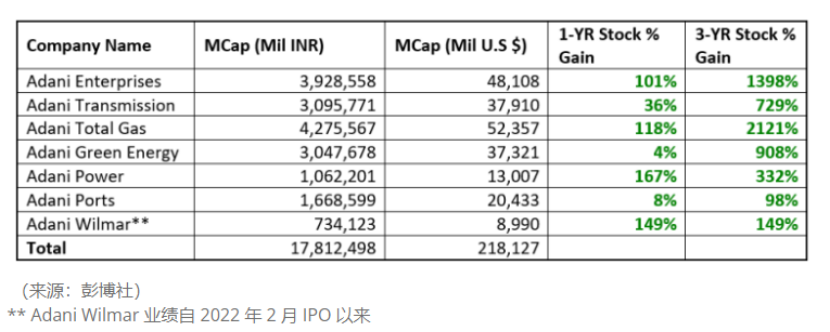 Company Name MCap (Mil INR) MCap (Mil U.S $) 1-YR Stock % Gain 3-YR Stock % Gain
Adani Enterprises 3,928,558 48,108 101% 1398%
Adani Transmission 3,095,771 37,910 36% 729%
Adani Total Gas 4,275,567 52,357 118% 2121%
Adani Green Energy 3,047,678 37,321 4% 908%
Adani Power 1,062,201 13,007 167% 332%
Adani Ports 1,668,599 20,433 8% 98%
Adani Wilmar** 734,123 8,990 149% 149%
Total 17,812,498 218,127
（来源：彭博社）
** Adani Wilmar 业绩自 2022 年 2 月 IPO 以来